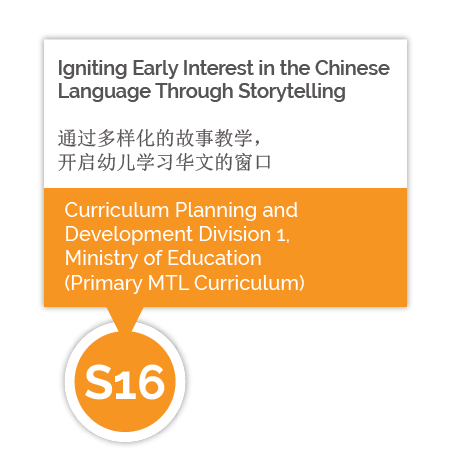 Igniting Early Interest in the Chinese
Language Through Storytelling
通过多样化的故事教学，
开启幼儿学习华文的窗口
Curriculum Planning and
Development Division 1,
Ministry of Education
(Primary MTL Curriculum)
S16